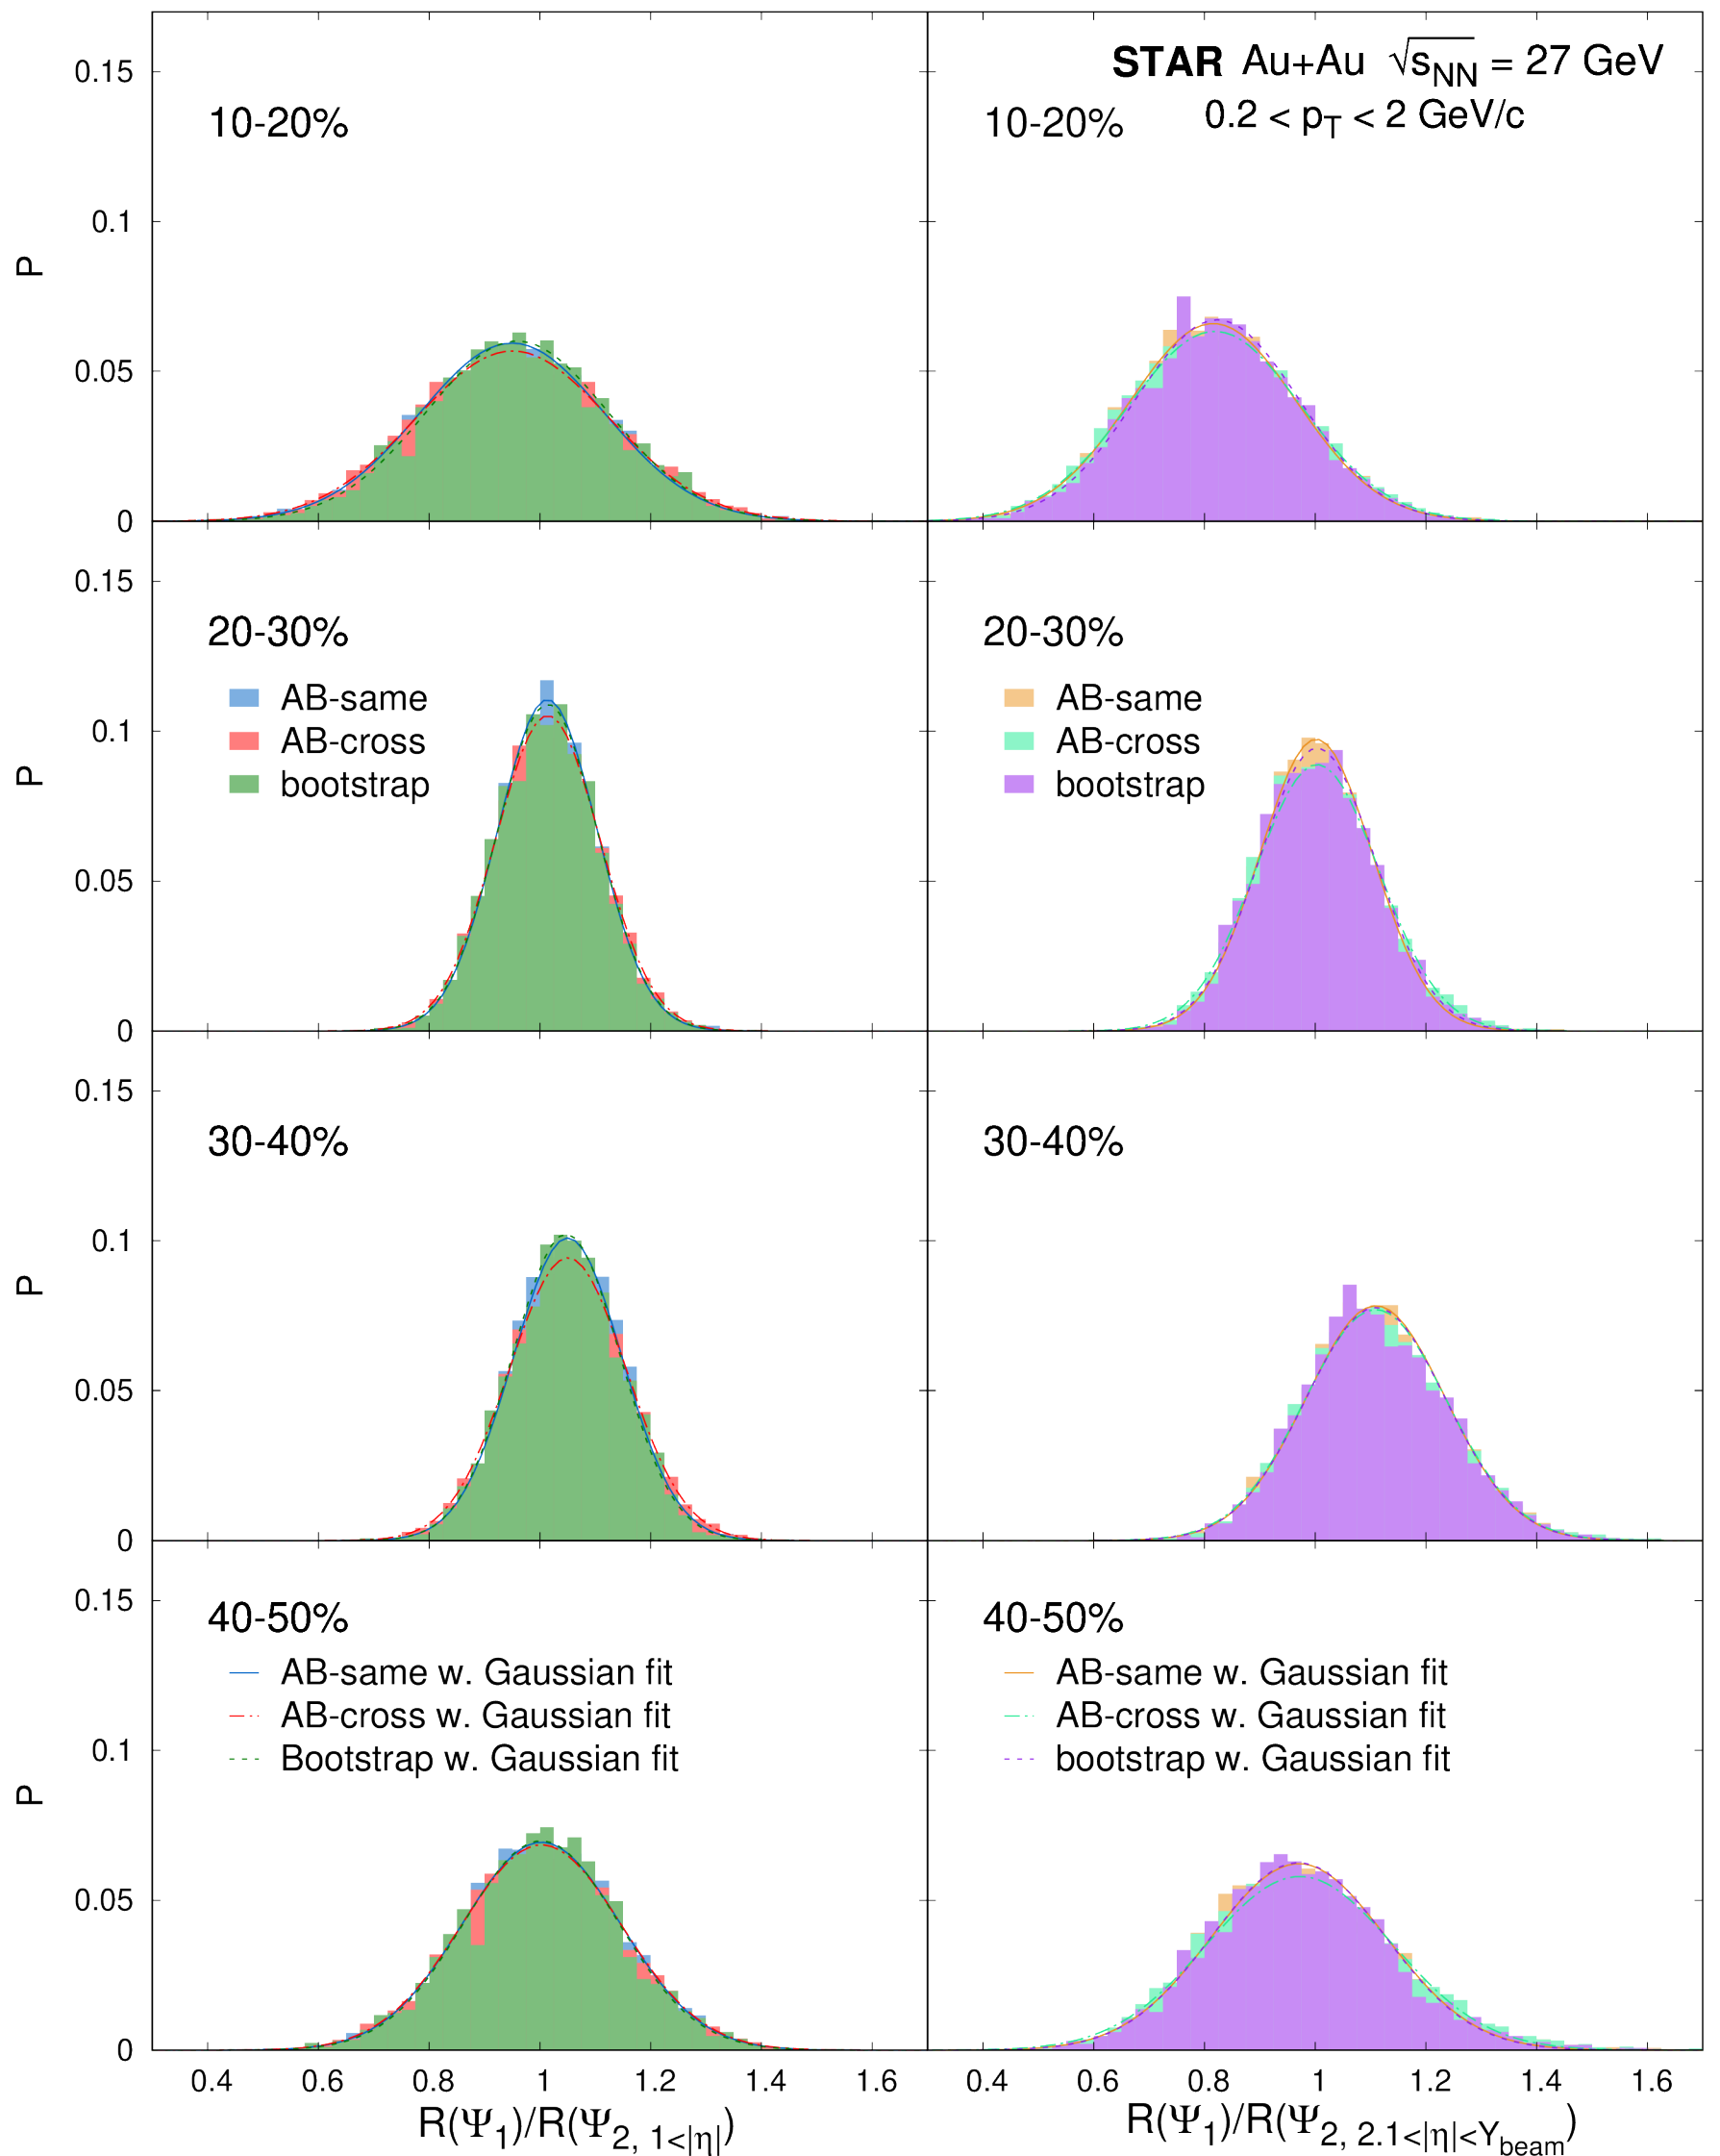 STAR Au+Au √sNN = 27 GeV
0.2 < pT < 2 GeV/c
10-20%
10-20%
0.15
0.1
0.05
0
P
20-30%
AB-same
AB-cross
bootstrap
20-30%
AB-same
AB-cross
bootstrap
0.15
0.1
0.05
0
P
30-40%
30-40%
0.15
0.1
0.05
0
P
40-50%
AB-same w. Gaussian fit
AB-cross w. Gaussian fit
Bootstrap w. Gaussian fit
40-50%
AB-same w. Gaussian fit
AB-cross w. Gaussian fit
bootstrap w. Gaussian fit
0.15
0.1
0.05
0
P
0.4 0.6 0.8 1 1.2 1.4 1.6
0.4 0.6 0.8 1 1.2 1.4 1.6
R(Ψ1)/R(Ψ2, 1<|η|)
R(Ψ1)/R(Ψ2, 2.1<|η|<Ybeam)